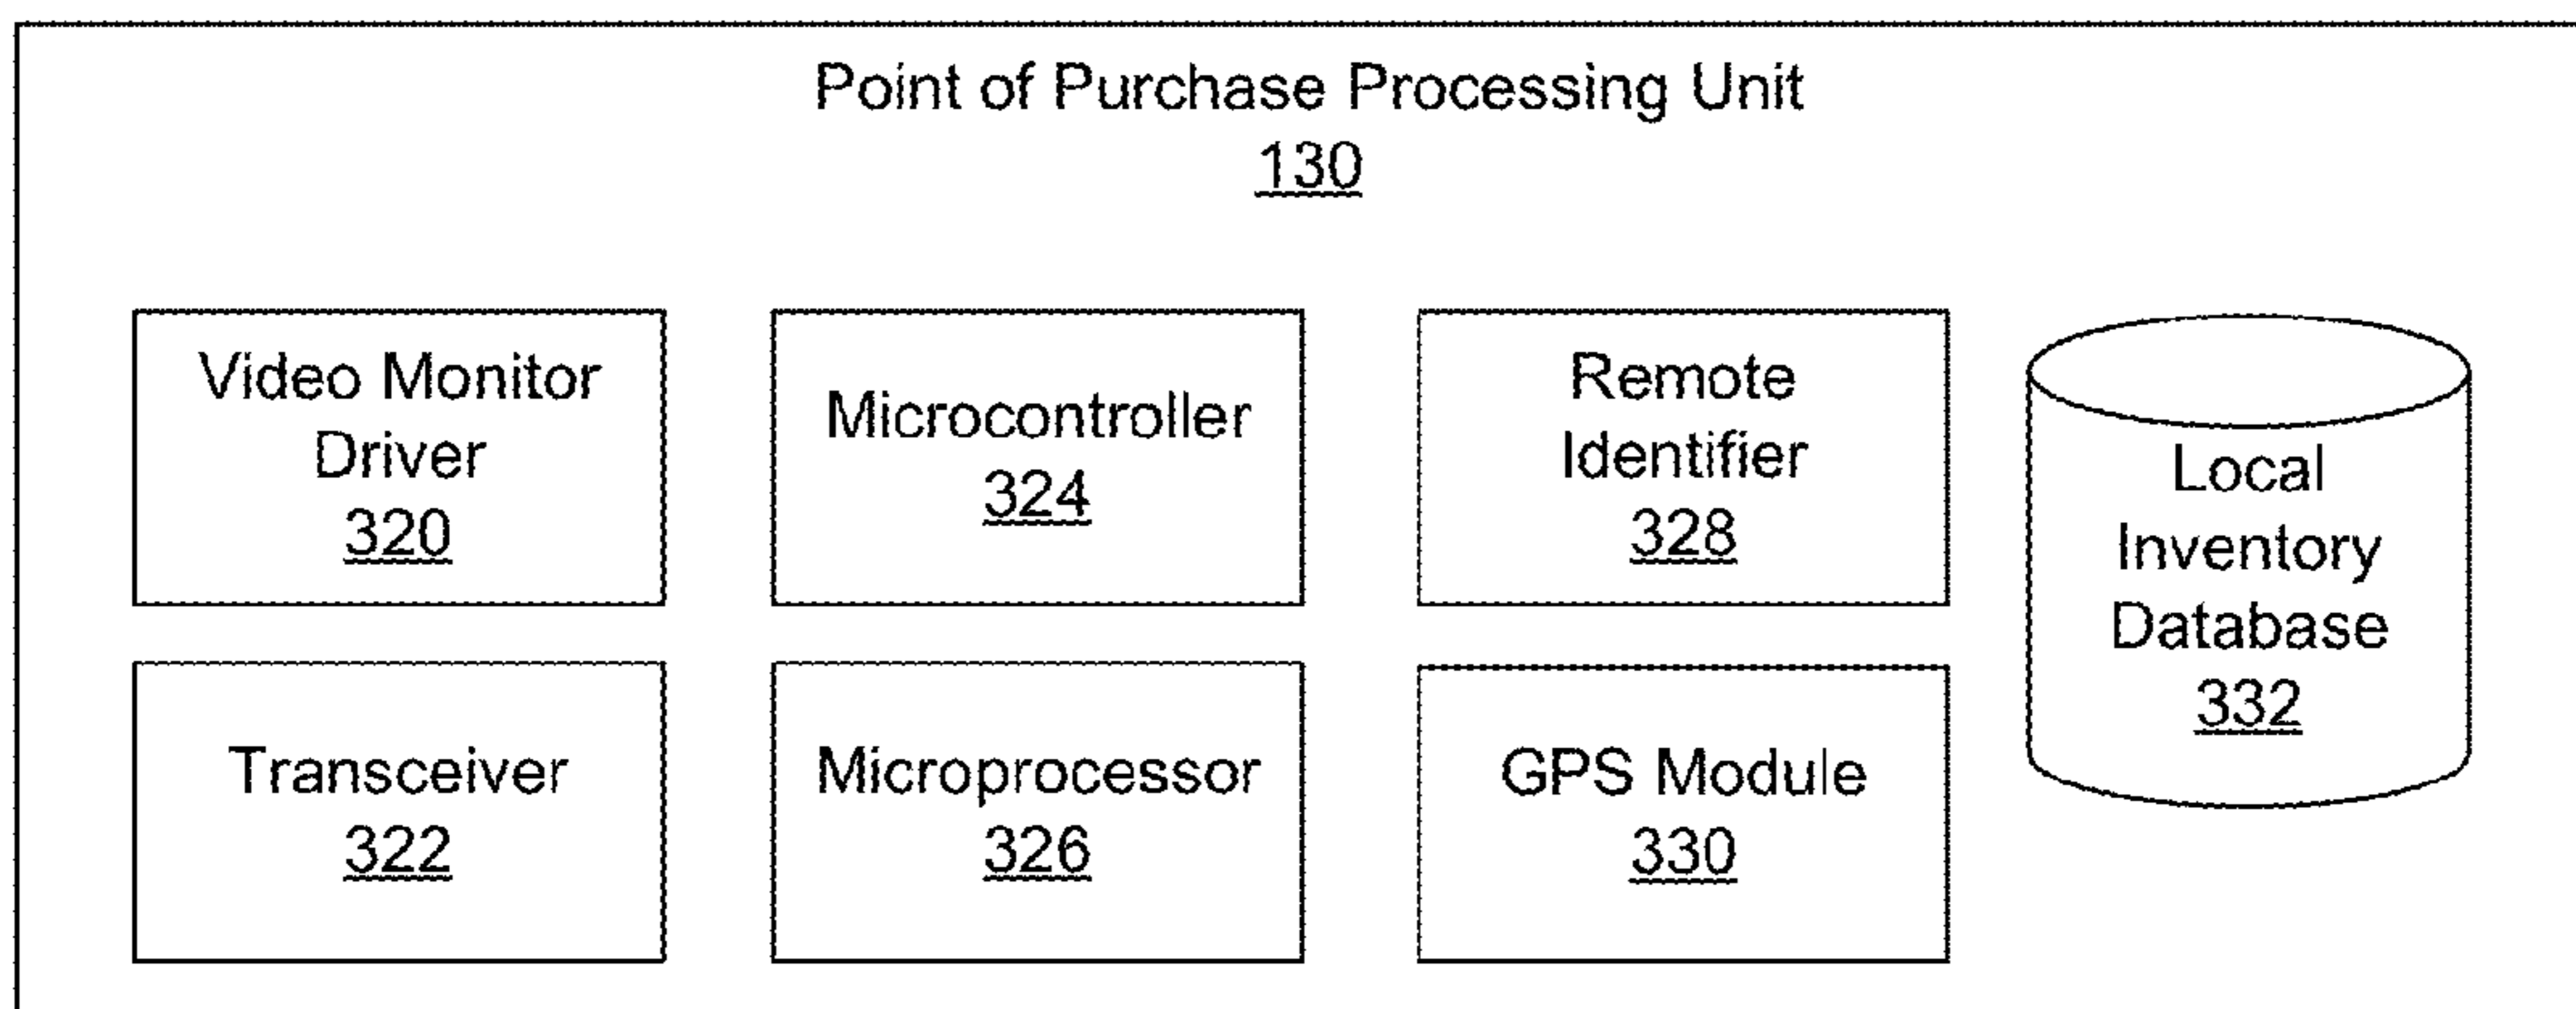 Point of Purchase Processing Unit
130
Video Monitor
Driver
320
Microcontroller
324
Remote
Identifier
328
Local
Inventory
Database
332
Transceiver
322
Microprocessor
326
GPS Module
330